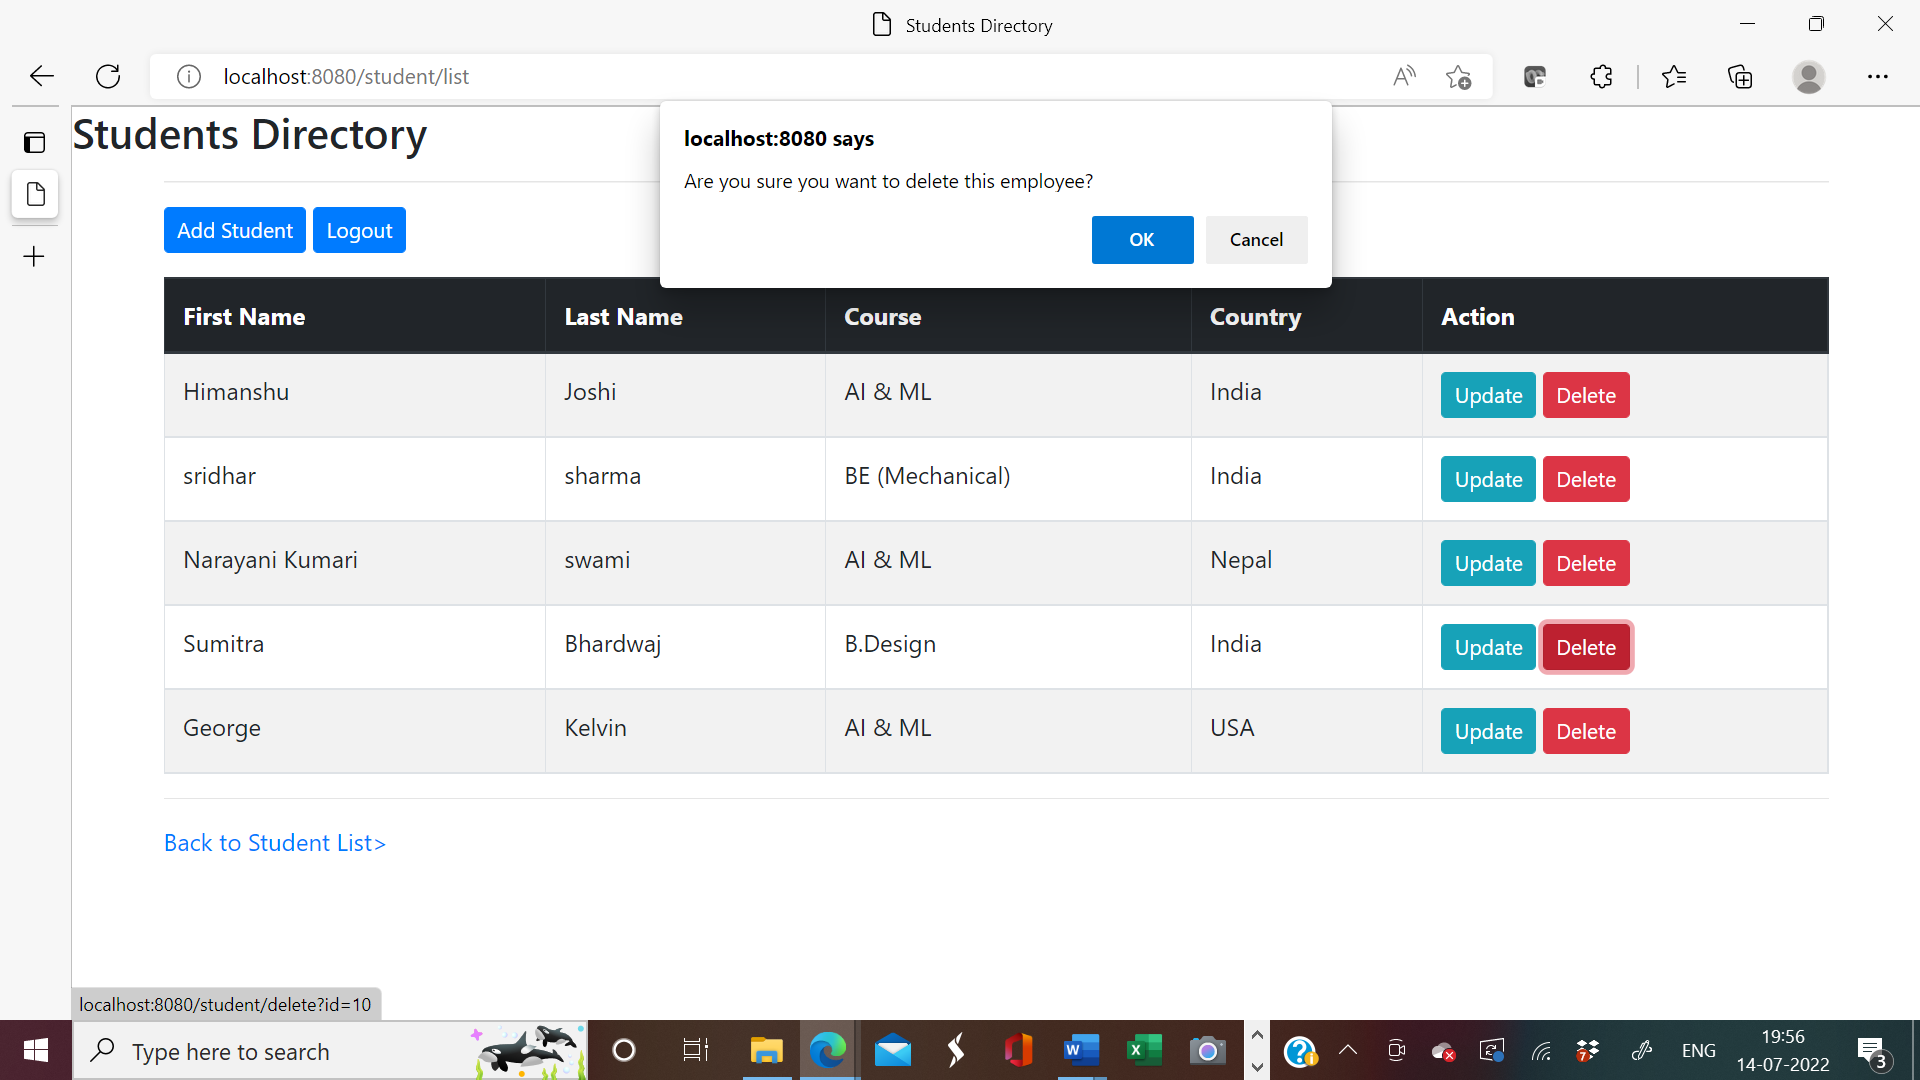 Students Directory
localhost:8080/student/list
Students Directory
localhost:8080 says
Are you sure you want to delete this employee?
OK Cancel
Add Student Logout
First Name Last Name Course Country Action
Himanshu Joshi AI & ML India Update Delete
sridhar sharma BE (Mechanical) India Update Delete
Narayani Kumari swami AI & ML Nepal Update Delete
Sumitra Bhardwaj B.Design India Update Delete
George Kelvin AI & ML USA Update Delete
Back to Student List>
localhost:8080/student/delete?id=10
Type here to search
ENG
19:56
14-07-2022
3